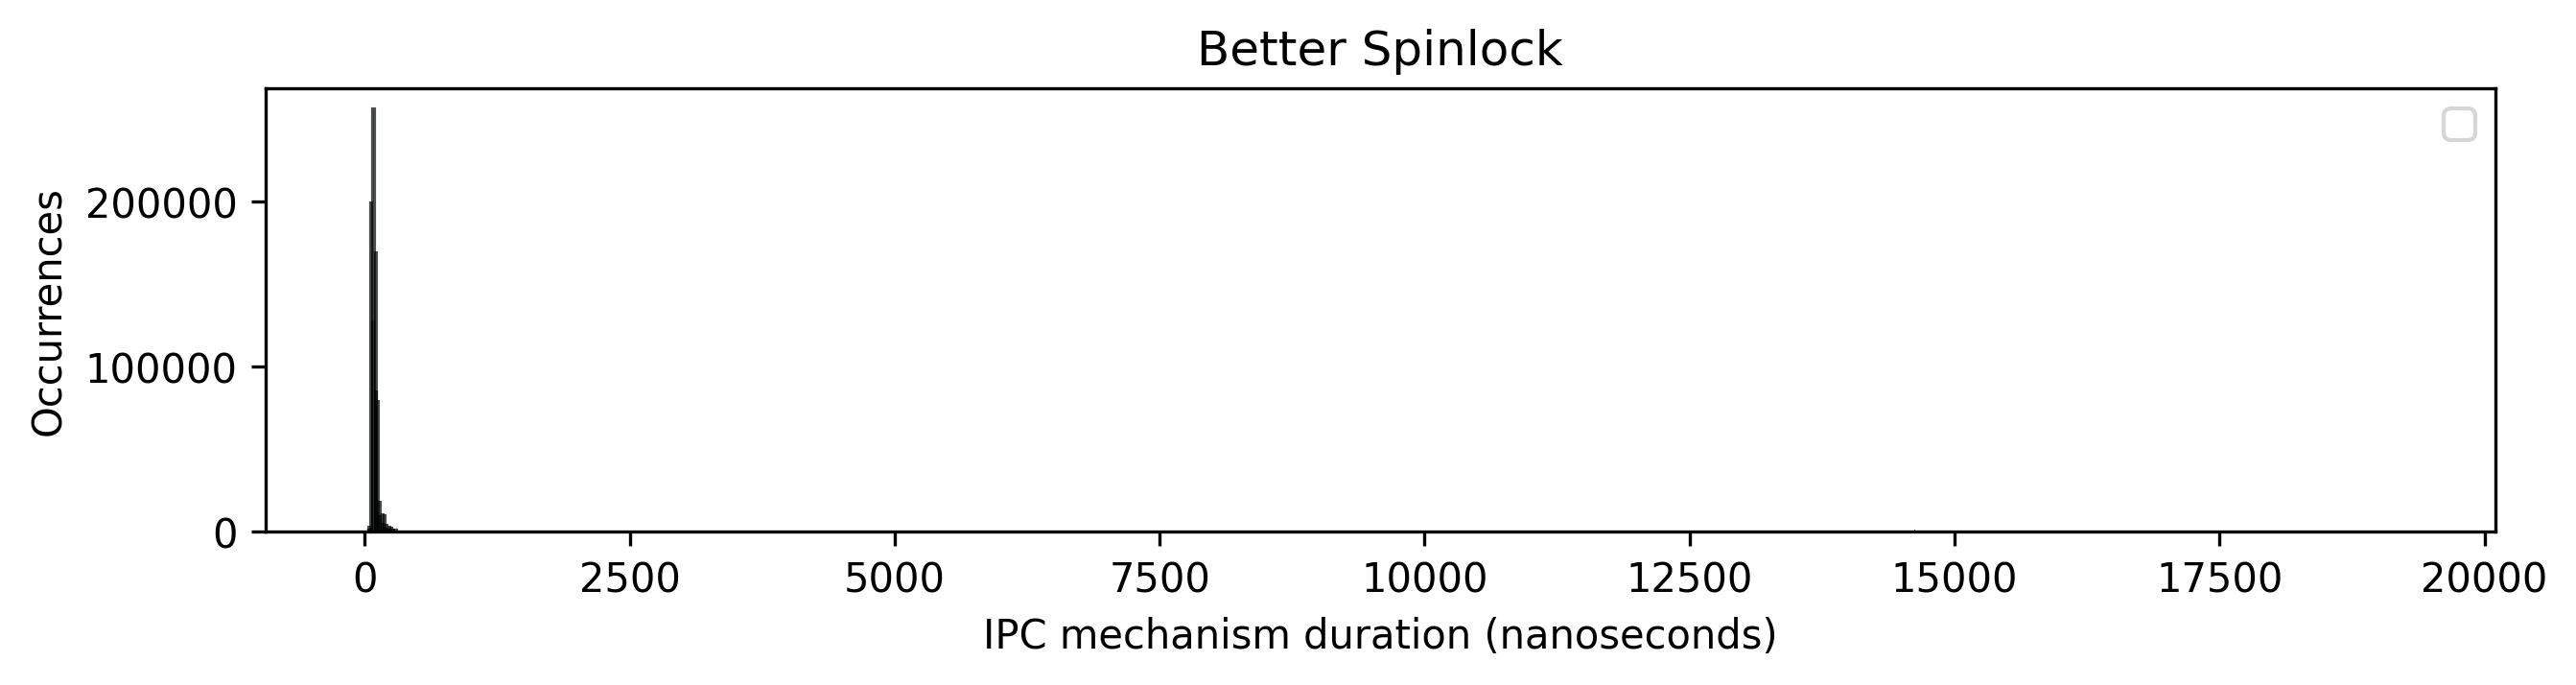 Better Spinlock
Occurrences
200000
100000
0
0 2500 5000 7500 10000 12500 15000 17500 20000
IPC mechanism duration (nanoseconds)